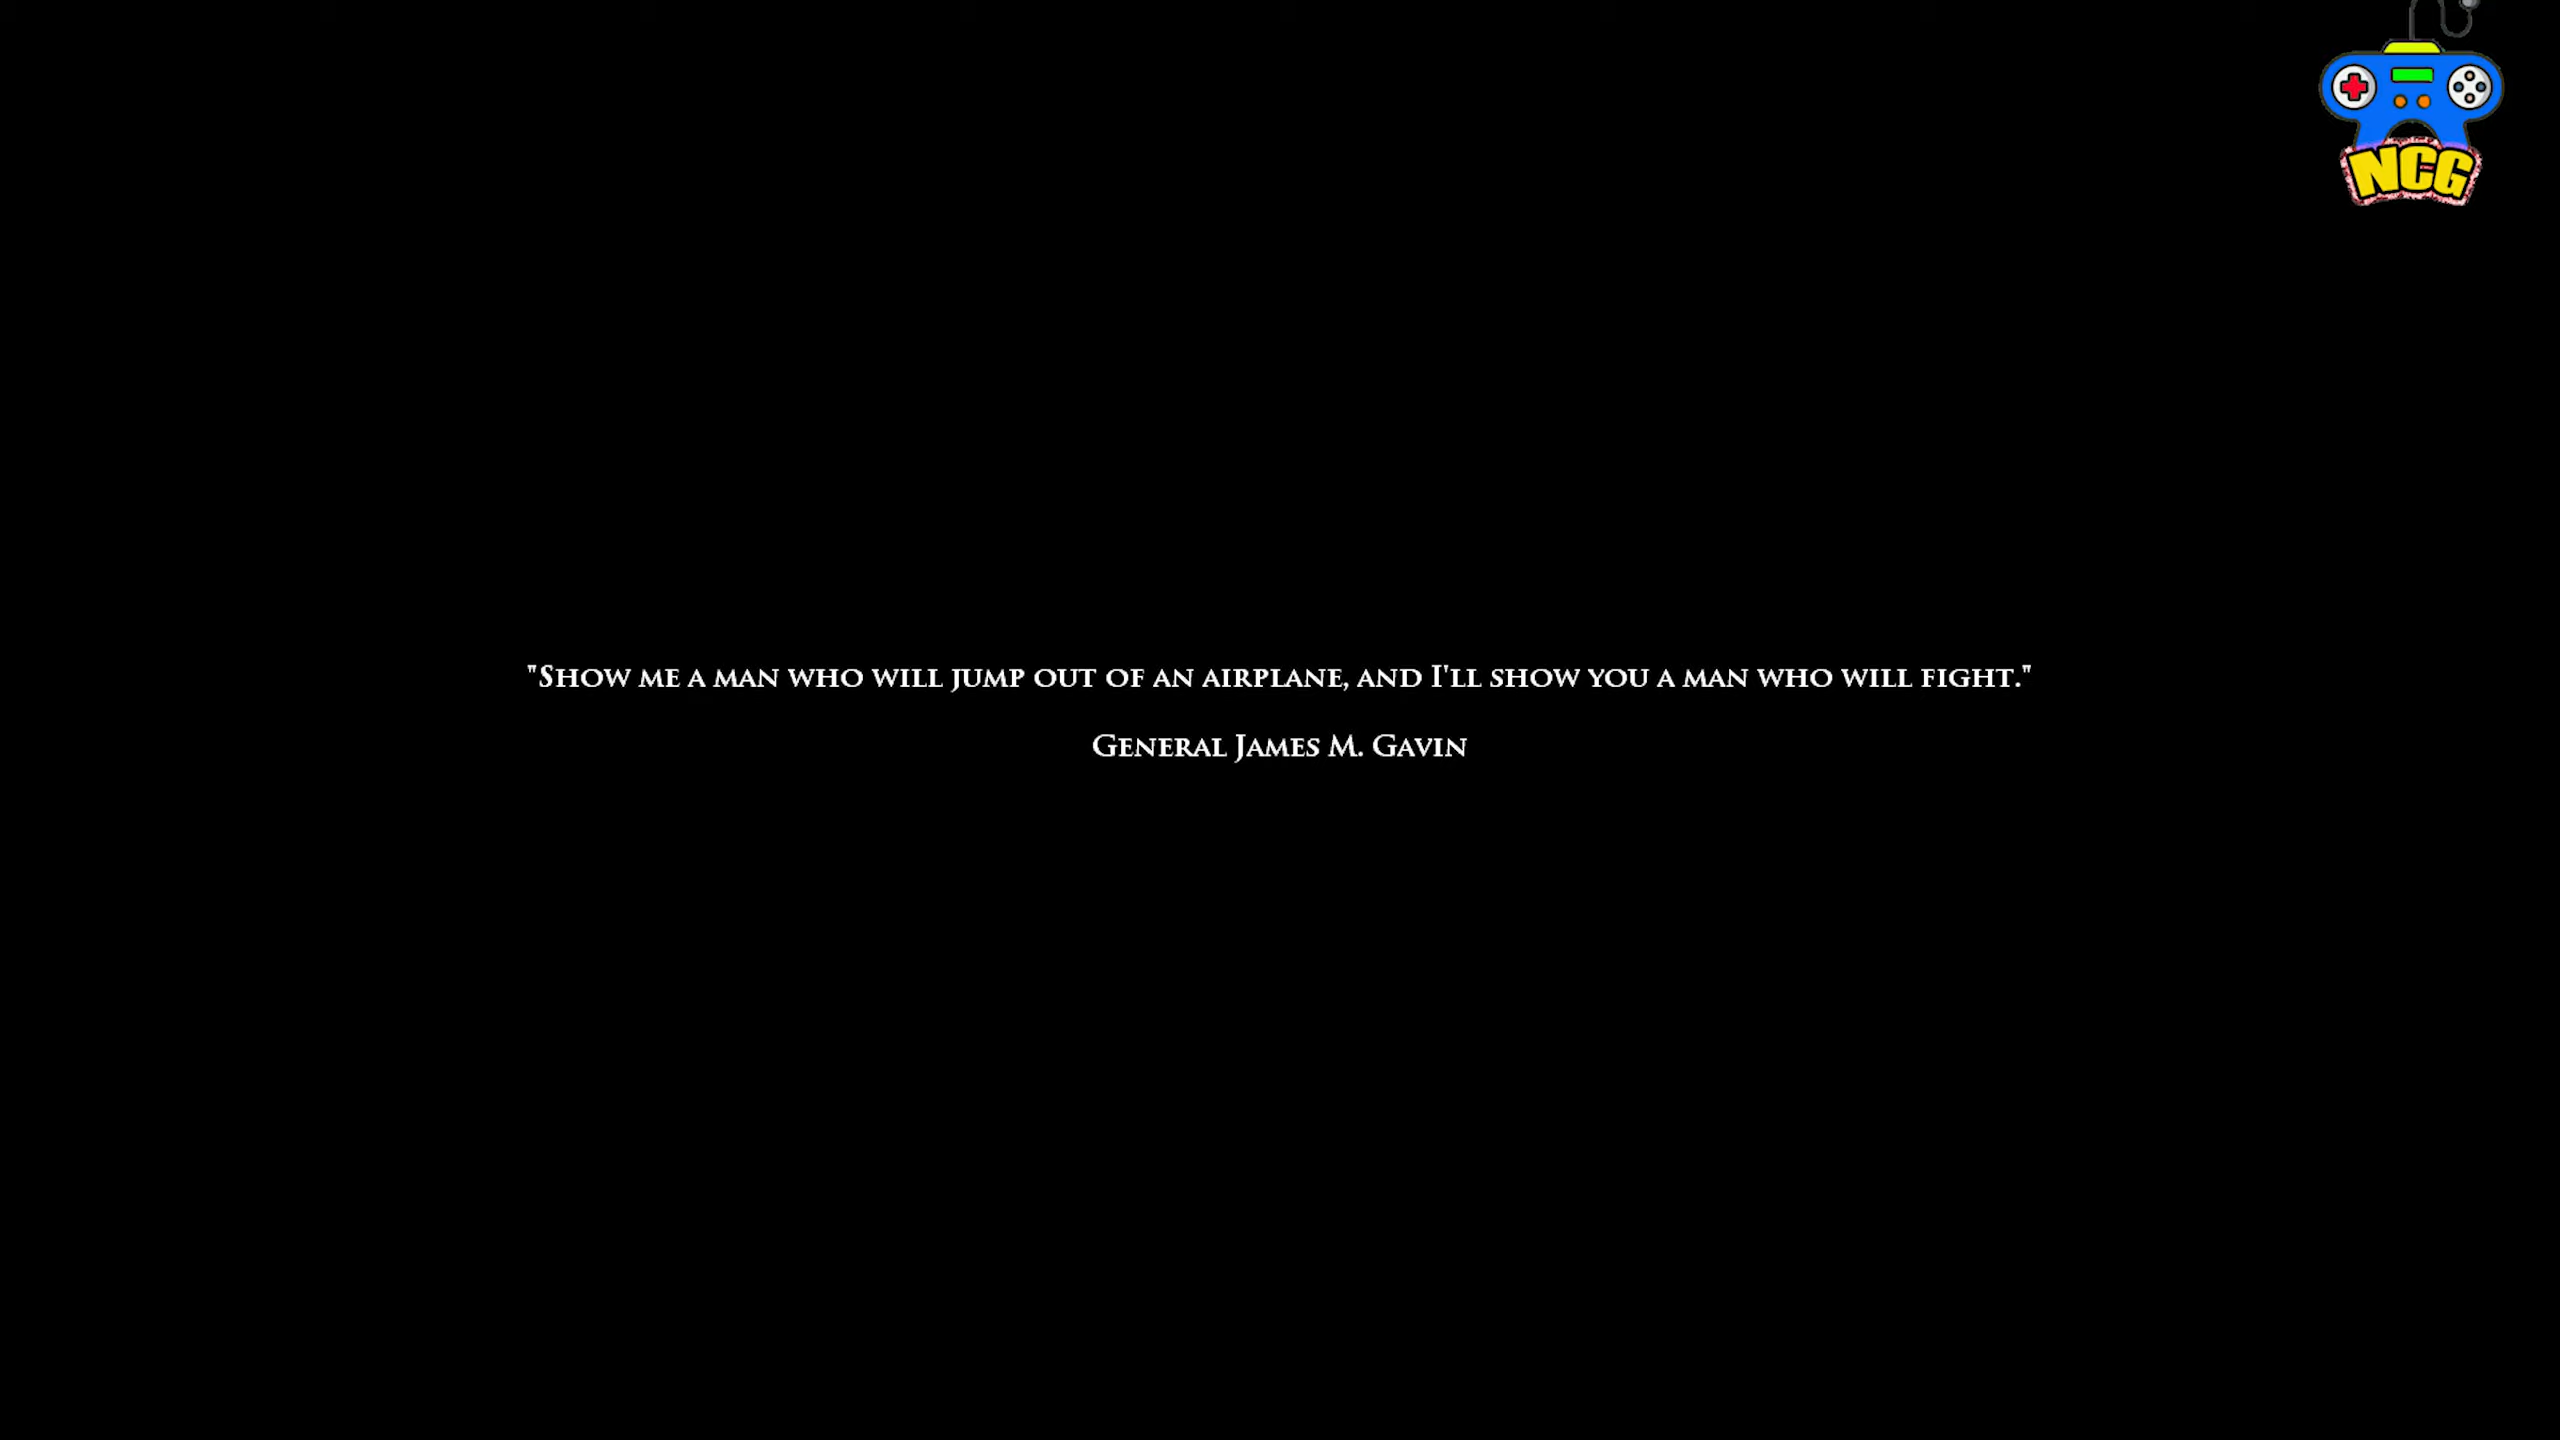 NCG
"Show me a man who will jump out of an airplane, and I'll show you a man who will fight."
General James M. Gavin